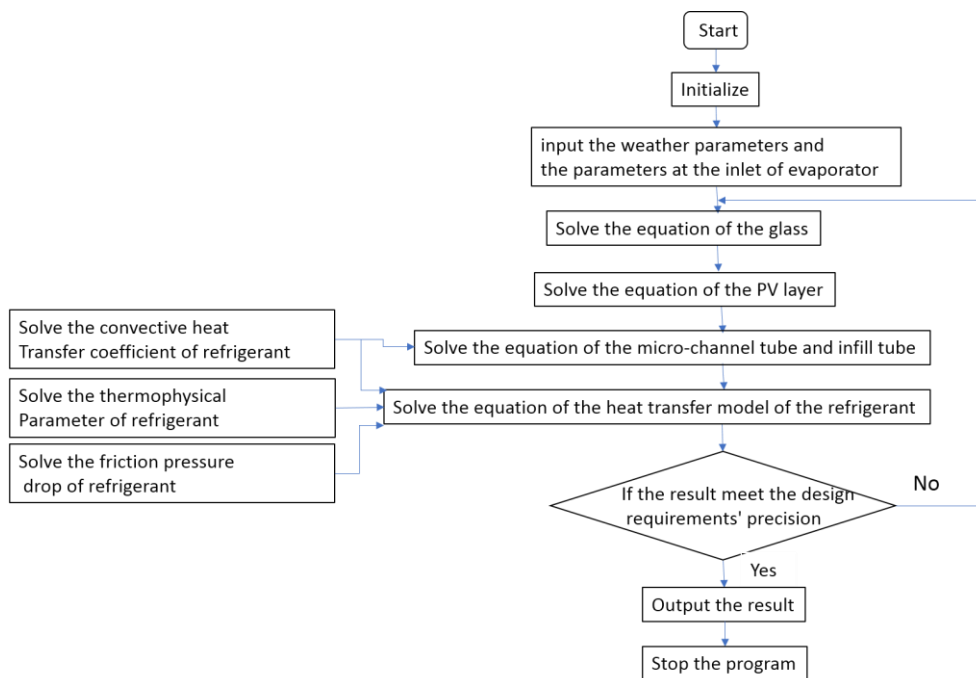 Start
Initialize
input the weather parameters and
the parameters at the inlet of evaporator
Solve the equation of the glass
Solve the equation of the PV layer
Solve the convective heat
Transfer coefficient of refrigerant
Solve the equation of the micro-channel tube and infill tube
Solve the thermophysical
Parameter of refrigerant
Solve the equation of the heat transfer model of the refrigerant
Solve the friction pressure
drop of refrigerant
If the result meet the design
requirements' precision
No
Yes
Output the result
Stop the program